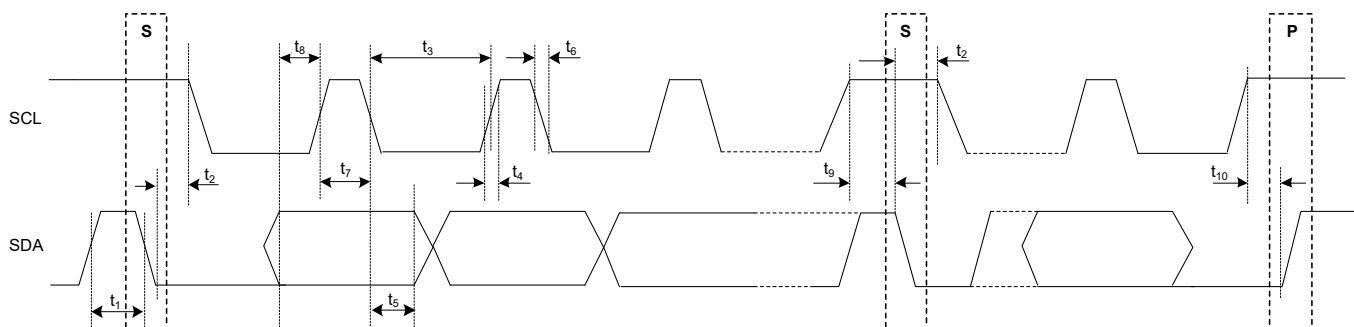 S S P
t₈ t₃ t₆ t₂
SCL
t₂ t₇ t₄ t₉ t₁₀
SDA
t₁ t₅